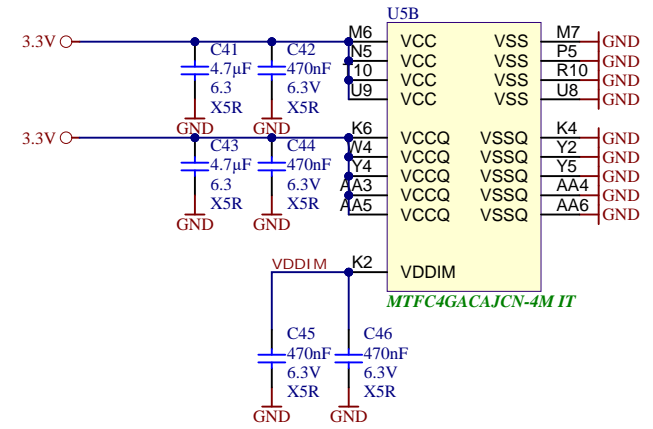 U5B
3.3V
C41
4.7µF
6.3
X5R
GND
C42
470nF
6.3V
X5R
GND
M6 VCC VSS M7 GND
N5 VCC VSS P5 GND
T10 VCC VSS R10 GND
U9 VCC VSS U8 GND
3.3V
C43
4.7µF
6.3
X5R
GND
C44
470nF
6.3V
X5R
GND
K6 VCCQ VSSQ K4 GND
W4 VCCQ VSSQ Y2 GND
Y4 VCCQ VSSQ Y5 GND
AA3 VCCQ VSSQ AA4 GND
AA5 VCCQ VSSQ AA6 GND
VDDIM K2 VDDIM
MTFC4GACAJCN-4M IT
C45
470nF
6.3V
X5R
GND
C46
470nF
6.3V
X5R
GND